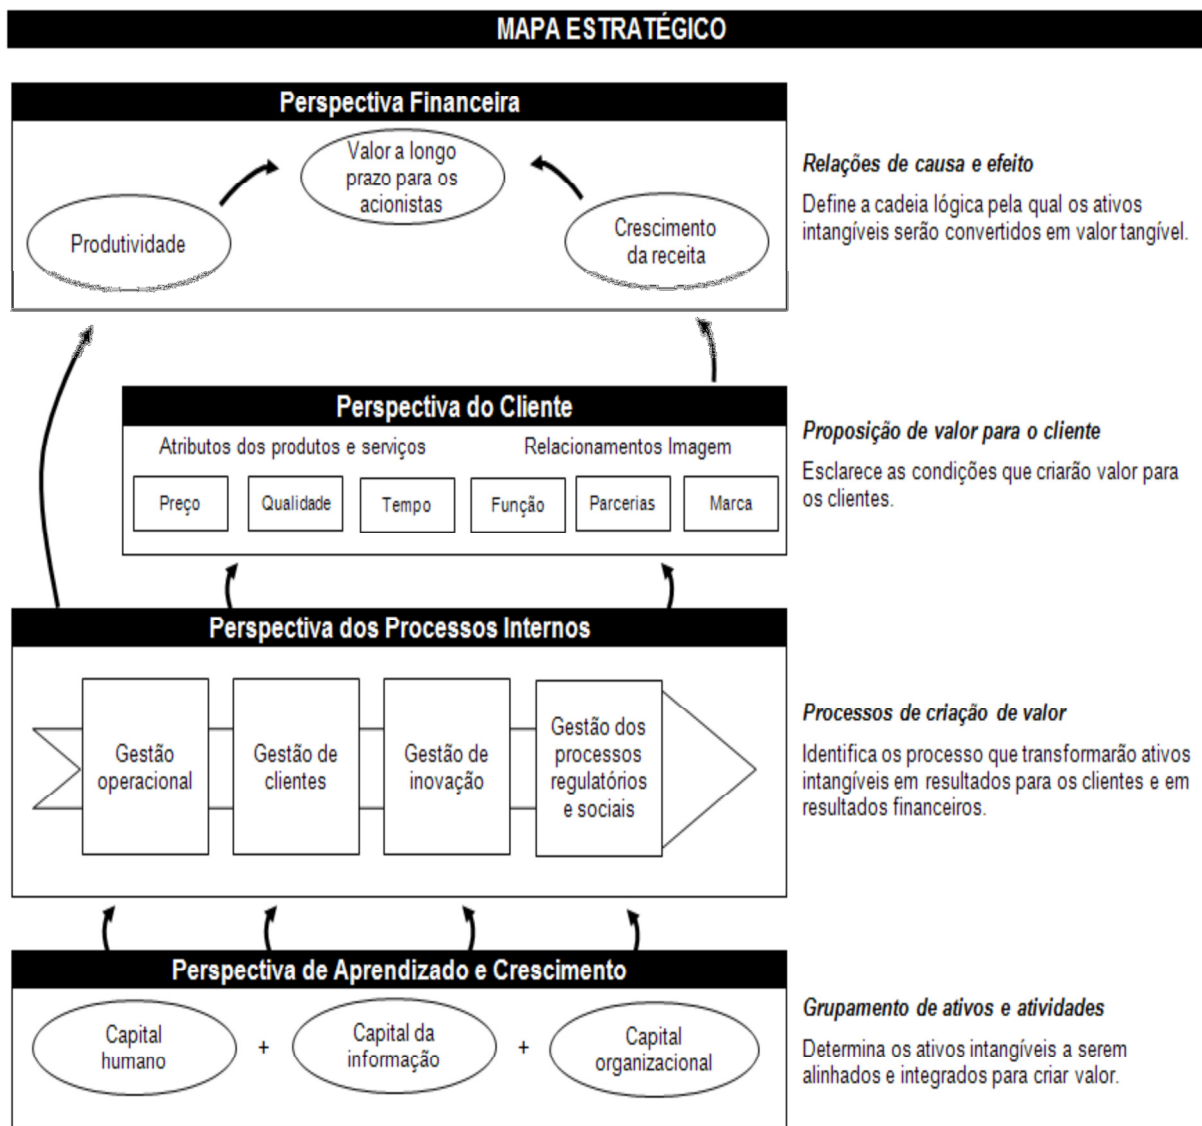 MAPA ESTRATÉGICO
Perspectiva Financeira
Valor a longo
prazo para os
acionistas
Produtividade
Crescimento
da receita
Relações de causa e efeito
Define a cadeia lógica pela qual os ativos
intangíveis serão convertidos em valor tangível.
Perspectiva do Cliente
Atributos dos produtos e serviços
Relacionamentos Imagem
Preço
Qualidade
Tempo
Função
Parcerias
Marca
Proposição de valor para o cliente
Esclarece as condições que criarão valor para
os clientes.
Perspectiva dos Processos Internos
Gestão
operacional
Gestão de
clientes
Gestão de
inovação
Gestão dos
processos
regulatórios
e sociais
Processos de criação de valor
Identifica os processo que transformarão ativos
intangíveis em resultados para os clientes e em
resultados financeiros.
Perspectiva de Aprendizado e Crescimento
Capital
humano
+
Capital da
informação
+
Capital
organizacional
Grupamento de ativos e atividades
Determina os ativos intangíveis a serem
alinhados e integrados para criar valor.